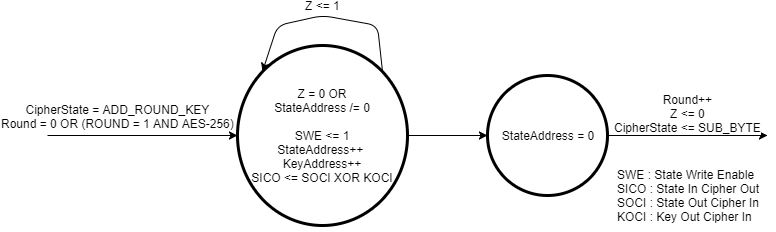 Z <= 1
CipherState = ADD_ROUND_KEY
Round = 0 OR (ROUND = 1 AND AES-256)
Z = 0 OR
StateAddress /= 0
SWE <= 1
StateAddress++
KeyAddress++
SICO <= SOCI XOR KOCI
StateAddress = 0
Round++
Z <= 0
CipherState <= SUB_BYTE
SWE : State Write Enable
SICO : State In Cipher Out
SOCI : State Out Cipher In
KOCI : Key Out Cipher In